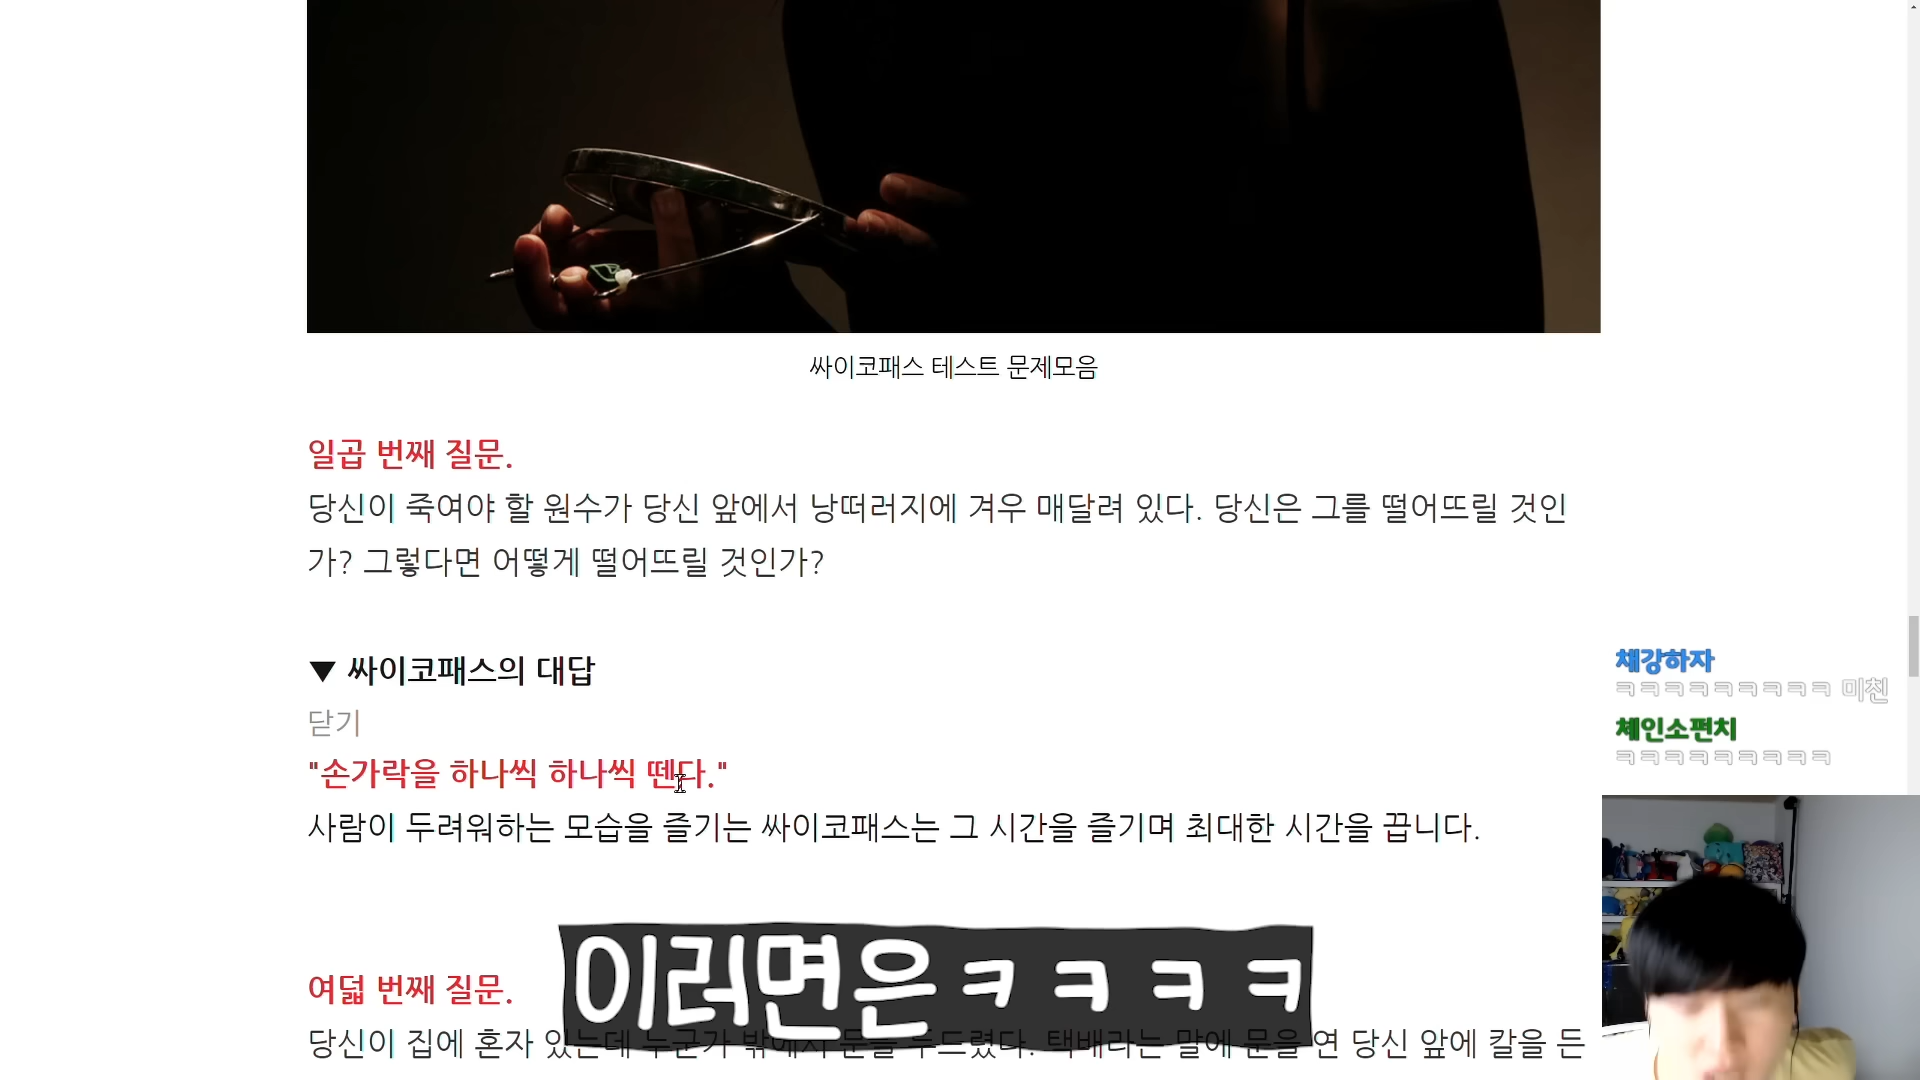 싸이코패스 테스트 문제모음
일곱 번째 질문.
당신이 죽여야 할 원수가 당신 앞에서 낭떠러지에 겨우 매달려 있다. 당신은 그를 떨어뜨릴 것인
가? 그렇다면 어떻게 떨어뜨릴 것인가?
▼ 싸이코패스의 대답
닫기
"손가락을 하나씩 하나씩 뗀다."
사람이 두려워하는 모습을 즐기는 싸이코패스는 그 시간을 즐기며 최대한 시간을 끕니다.
여덟 번째 질문.
당신이 집에 혼자 있는데 누군가 밖에서 문을 두드렸다. 택배라는 말에 문을 연 당신 앞에 칼을 든
이러면은ㅋㅋㅋㅋ
채강하자
ㅋㅋㅋㅋㅋㅋㅋㅋㅋ 미친
체인소펀치
ㅋㅋㅋㅋㅋㅋㅋㅋㅋ